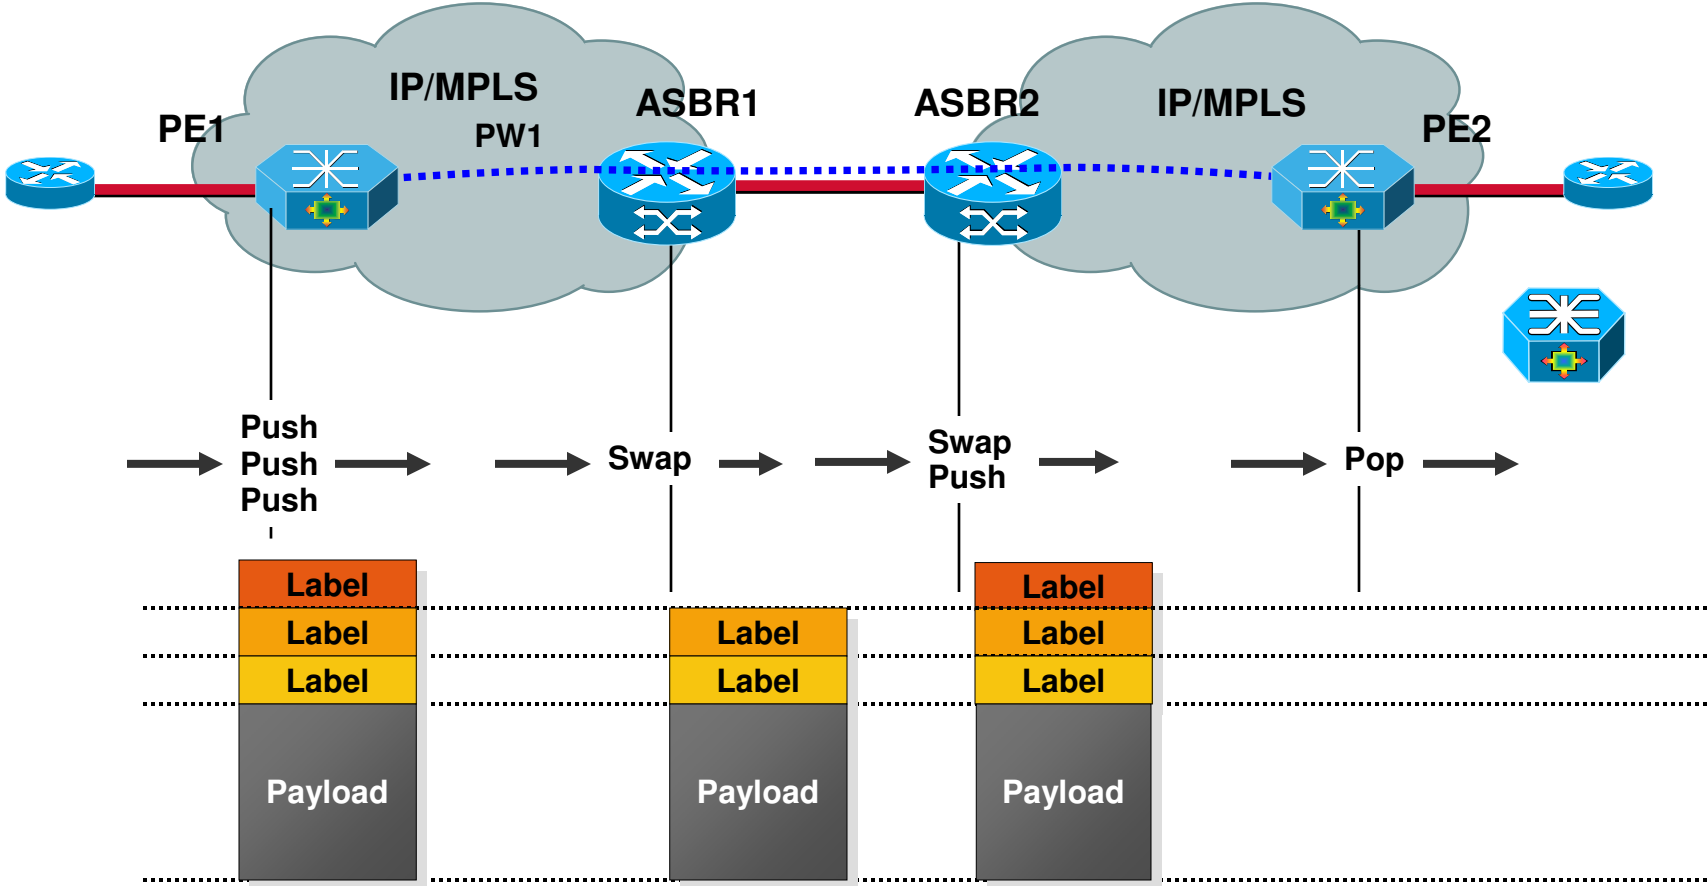 IP/MPLS
ASBR1
ASBR2
IP/MPLS
PE1
PW1
PE2
Push
Push
Push
Swap
Swap
Push
Pop
Label
Label
Label
Payload
Label
Label
Payload
Label
Label
Label
Payload